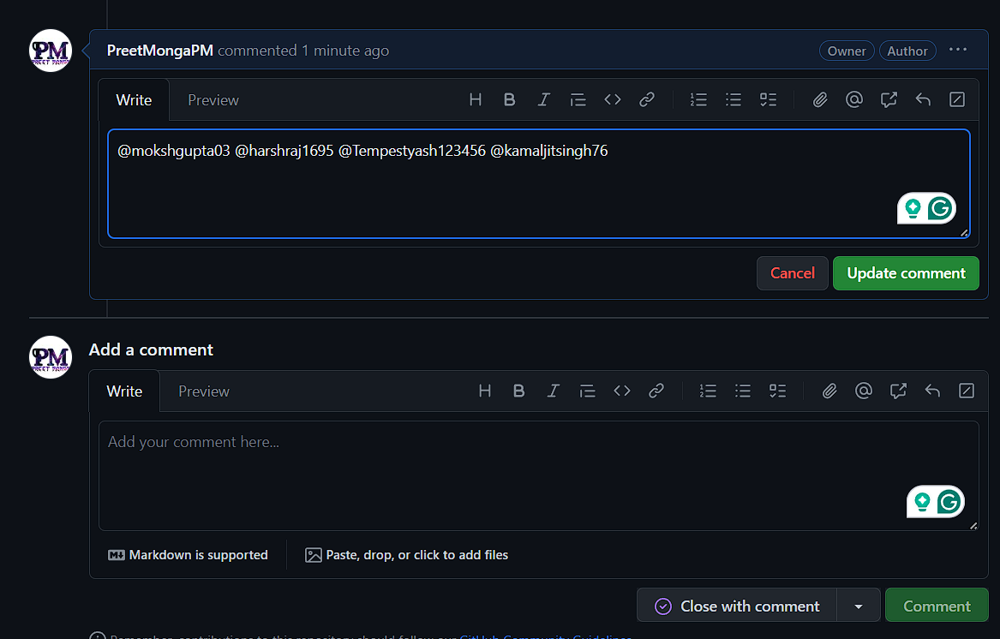 PM
PreetMongaPM commented 1 minute ago Owner Author
Write Preview
@mokshgupta03 @harshraj1695 @Tempestyash123456 @kamaljitsingh76
Cancel Update comment
PM
Add a comment
Write Preview
Add your comment here...
Markdown is supported Paste, drop, or click to add files
Close with comment Comment
Remember, contributions to this repository should follow our GitHub Community Guidelines